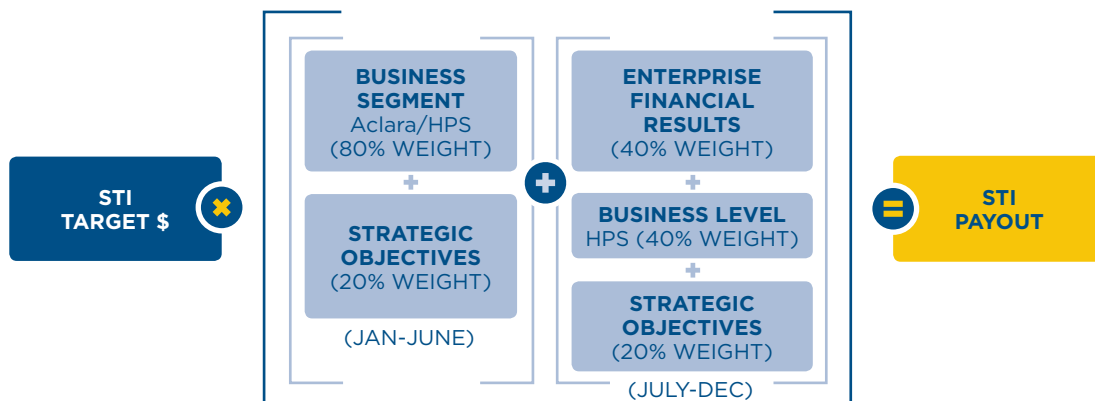 STI
TARGET $
BUSINESS
SEGMENT
Aclara/HPS
(80% WEIGHT)
+
STRATEGIC
OBJECTIVES
(20% WEIGHT)
(JAN-JUNE)
+
ENTERPRISE
FINANCIAL
RESULTS
(40% WEIGHT)
+
BUSINESS LEVEL
HPS (40% WEIGHT)
+
STRATEGIC
OBJECTIVES
(20% WEIGHT)
(JULY-DEC)
=
STI
PAYOUT